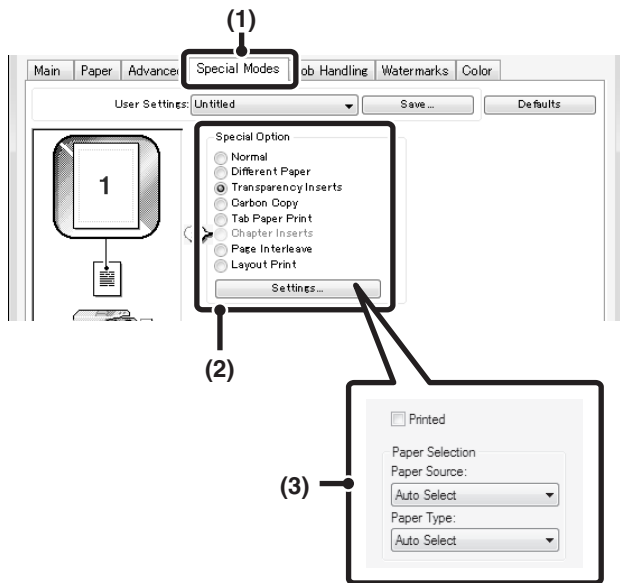 (1)
Main Paper Advanced Special Modes ob Handling Watermarks Color
User Settings: Untitled Save... Defaults
1
Special Option
Normal
Different Paper
Transparency Inserts
Carbon Copy
Tab Paper Print
Chapter Inserts
Page Interleave
Layout Print
Settings...
(2)
(3)
Printed
Paper Selection
Paper Source:
Auto Select
Paper Type:
Auto Select